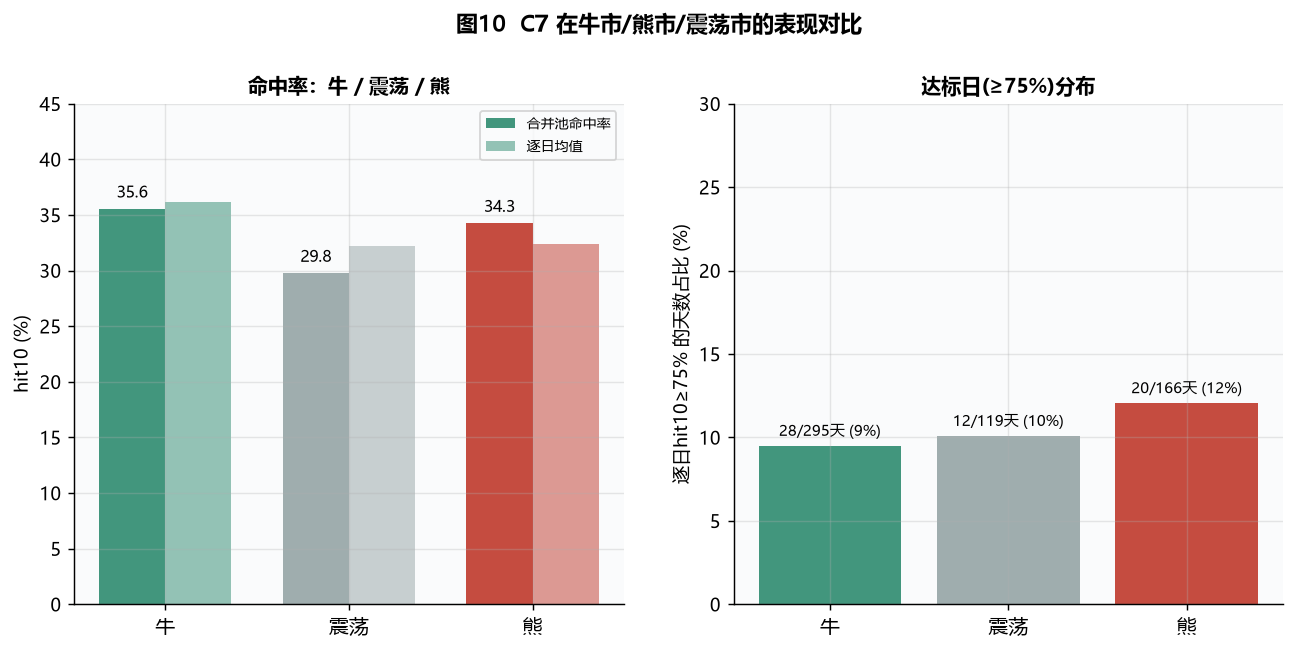 图10  C7 在牛市/熊市/震荡市的表现对比
命中率：牛 / 震荡 / 熊
合并池命中率
逐日均值
hit10 (%)
45
40
35
30
25
20
15
10
5
0
35.6
29.8
34.3
牛
震荡
熊
达标日(≥75%)分布
逐日hit10≥75% 的天数占比 (%)
30
25
20
15
10
5
0
28/295天 (9%)
12/119天 (10%)
20/166天 (12%)
牛
震荡
熊